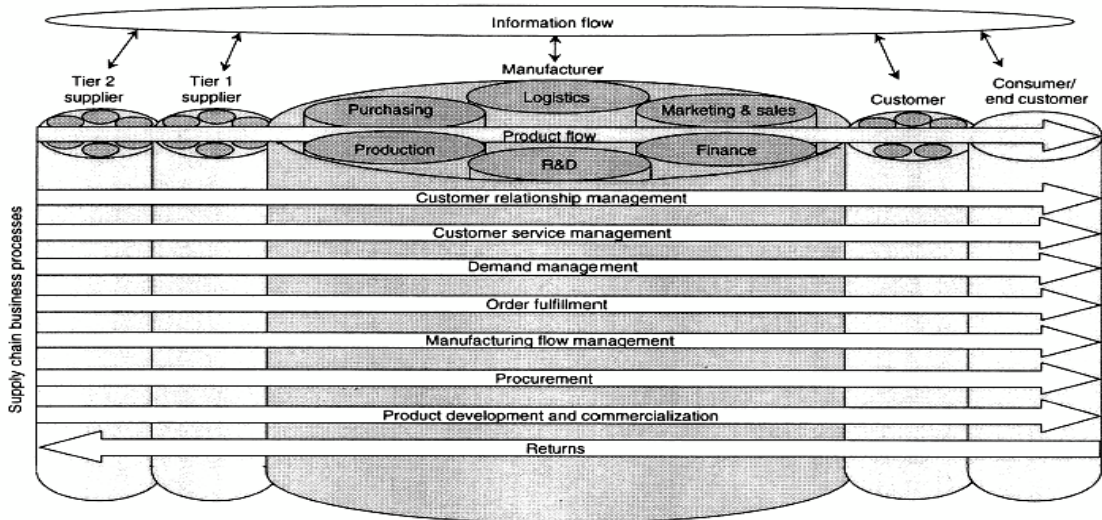 Information flow
Tier 2
supplier
Tier 1
supplier
Manufacturer
Customer
Consumer/
end customer
Purchasing
Logistics
Marketing & sales
Product flow
Production
R&D
Finance
Supply chain business processes
Customer relationship management
Customer service management
Demand management
Order fulfillment
Manufacturing flow management
Procurement
Product development and commercialization
Returns